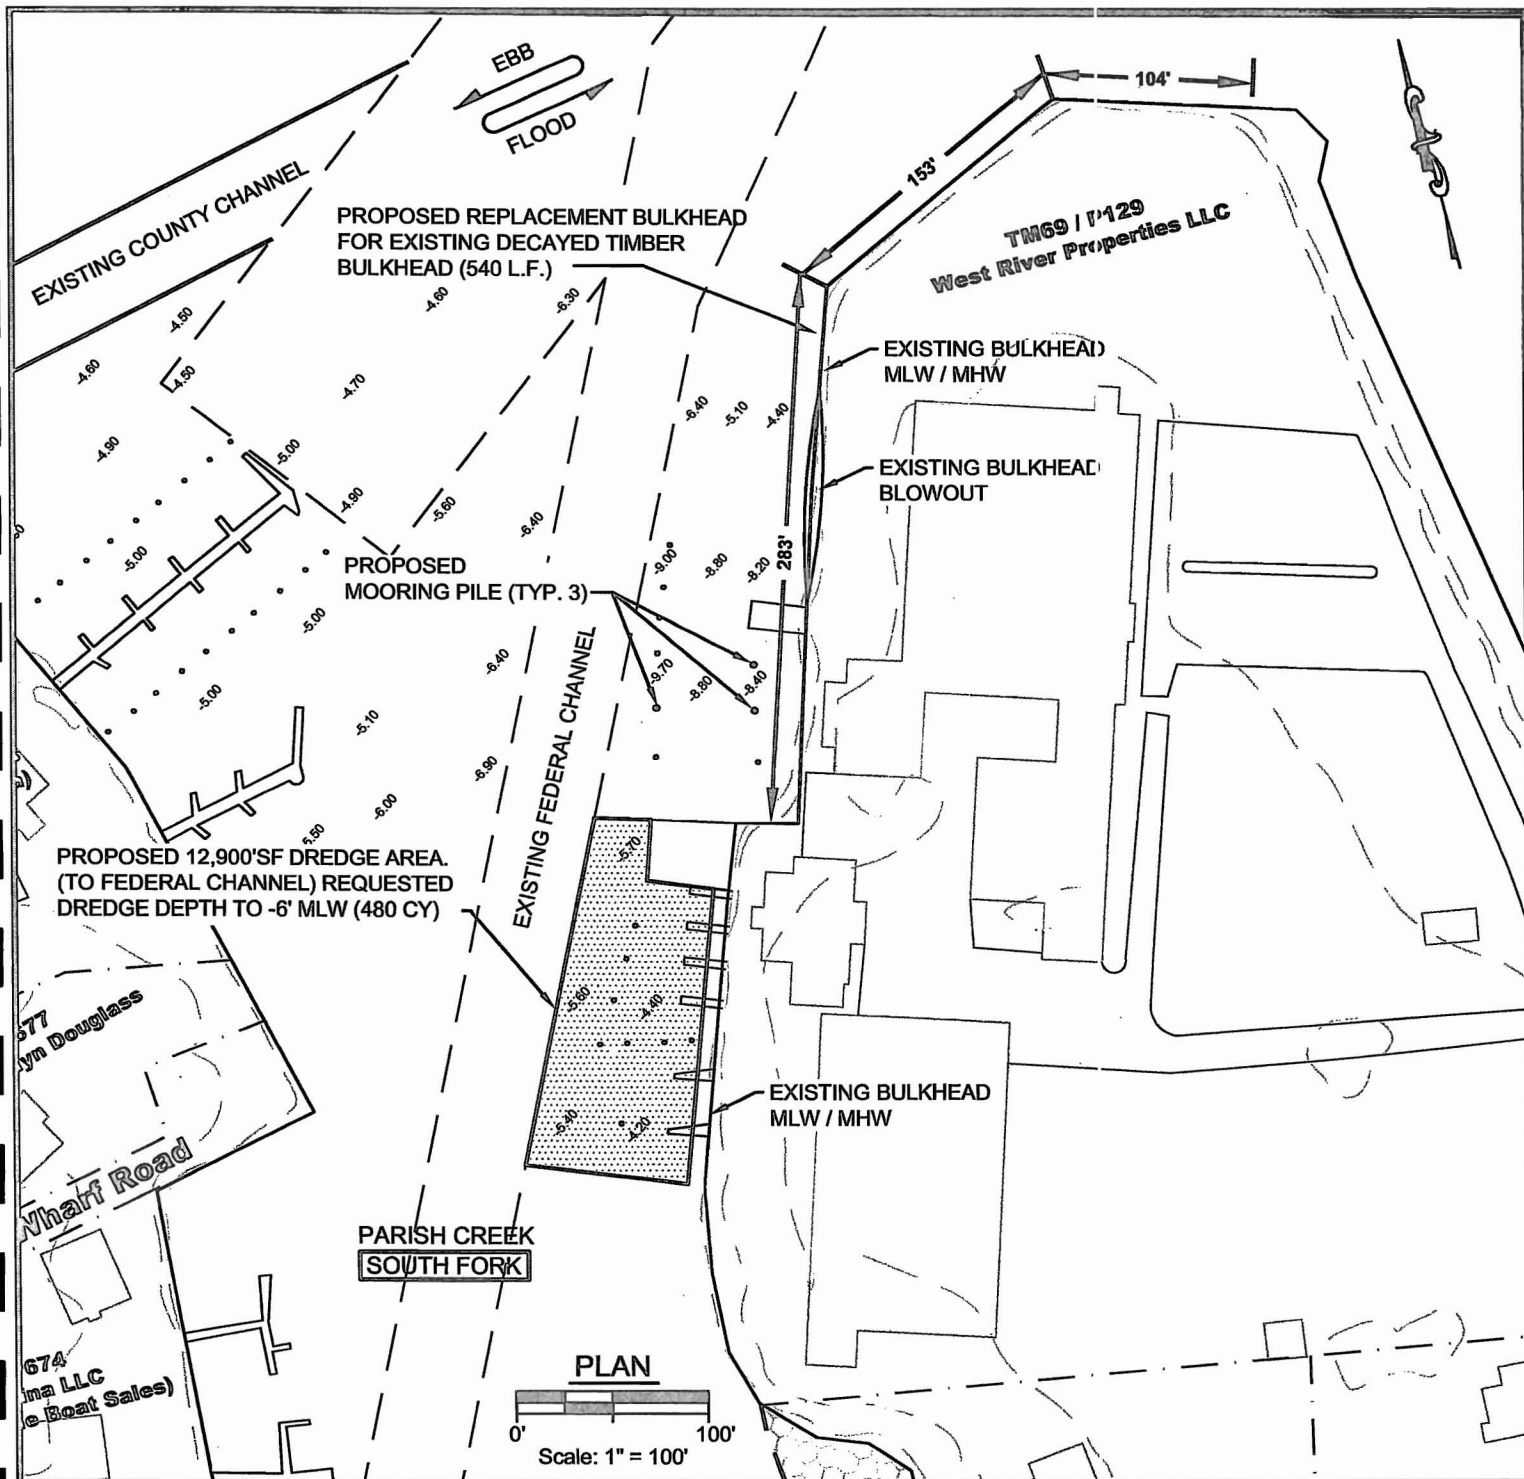 EBB
FLOOD
104'
153'
EXISTING COUNTY CHANNEL
PROPOSED REPLACEMENT BULKHEAD
FOR EXISTING DECAYED TIMBER
BULKHEAD (540 L.F.)
TM69 / P129
West River Properties LLC
-4.50
-4.60
-6.30
-4.60
-4.50
-4.70
EXISTING BULKHEAD
MLW / MHW
-6.40
-5.10
-4.40
-4.90
-5.00
EXISTING BULKHEAD
BLOWOUT
-4.90
-5.60
-6.40
283'
-5.00
-9.00
-8.80
-8.20
PROPOSED
MOORING PILE (TYP. 3)
-5.00
-6.40
-9.70
-8.80
-8.40
-5.00
-5.10
EXISTING FEDERAL CHANNEL
-6.90
-6.00
5.50
PROPOSED 12,900'SF DREDGE AREA.
(TO FEDERAL CHANNEL) REQUESTED
DREDGE DEPTH TO -6' MLW (480 CY)
-5.70
-5.60
-4.40
577
yn Douglass
EXISTING BULKHEAD
MLW / MHW
-5.40
-4.20
Wharf Road
PARISH CREEK
SOUTH FORK
674
ina LLC
e Boat Sales)
PLAN
0' 100'
Scale: 1" = 100'